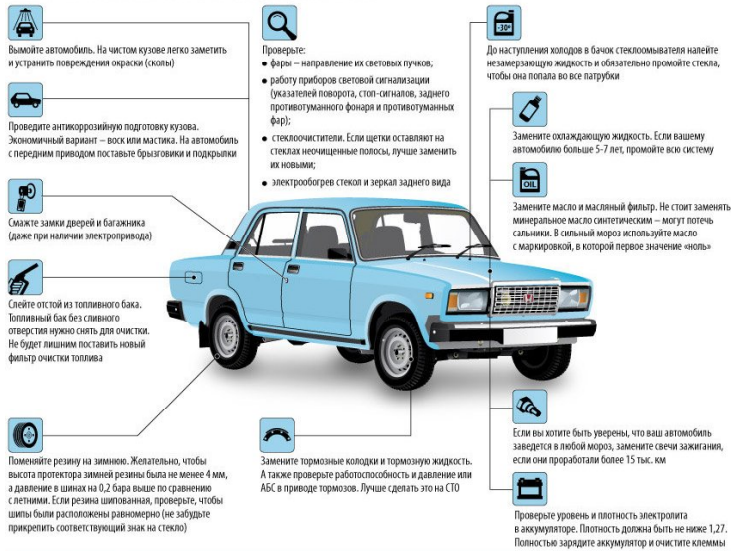 Вымойте автомобиль. На чистом кузове легко заметить
и устранить повреждения окраски (сколы)
Проведите антикоррозийную подготовку кузова.
Экономичный вариант – воск или мастика. На автомобиль
с передним приводом поставьте брызговики и подкрылки
Смажте замки дверей и багажника
(даже при наличии электропривода)
Слейте отстой из топливного бака.
Топливный бак без сливного
отверстия нужно снять для очистки.
Не будет лишним поставить новый
фильтр очистки топлива
Поменяйте резину на зимнюю. Желательно, чтобы
высота протектора зимней резины была не менее 4 мм,
а давление в шинах на 0,2 бара выше по сравнению
с летними. Если резина шипованная, проверьте, чтобы
шипы были расположены равномерно (не забудьте
прикрепить соответствующий знак на стекло)
Проверьте:
• фары – направление их световых пучков,
• работу приборов световой сигнализации
(указателей поворота, стоп-сигналов, заднего
противотуманного фонаря и противотуманных
фар);
• стеклоочистители. Если щетки оставляют на
стеклах неочищенные полосы, лучше заменить
их новыми;
• электрообогрев стекол и зеркал заднего вида
Замените тормозные колодки и тормозную жидкость.
А также проверьте работоспособность и давление или
АБС в приводе тормозов. Лучше сделать это на СТО
-30°
До наступления холодов в бачок стеклоомывателя налейте
незамерзающую жидкость и обязательно промойте стекла,
чтобы она попала во все патрубки
Замените охлаждающую жидкость. Если вашему
автомобилю больше 5-7 лет, промойте всю систему
OIL
Замените масло и масляный фильтр. Не стоит заменять
минеральное масло синтетическим – могут потечь
сальники. В сильный мороз используйте масло
с маркировкой, в которой первое значение «ноль»
Если вы хотите быть уверены, что ваш автомобиль
заведется в любой мороз, замените свечи зажигания,
если они проработали более 15 тыс. км
Проверьте уровень и плотность электролита
в аккумуляторе. Плотность должна быть не ниже 1,27.
Полностью зарядите аккумулятор и очистите клеммы